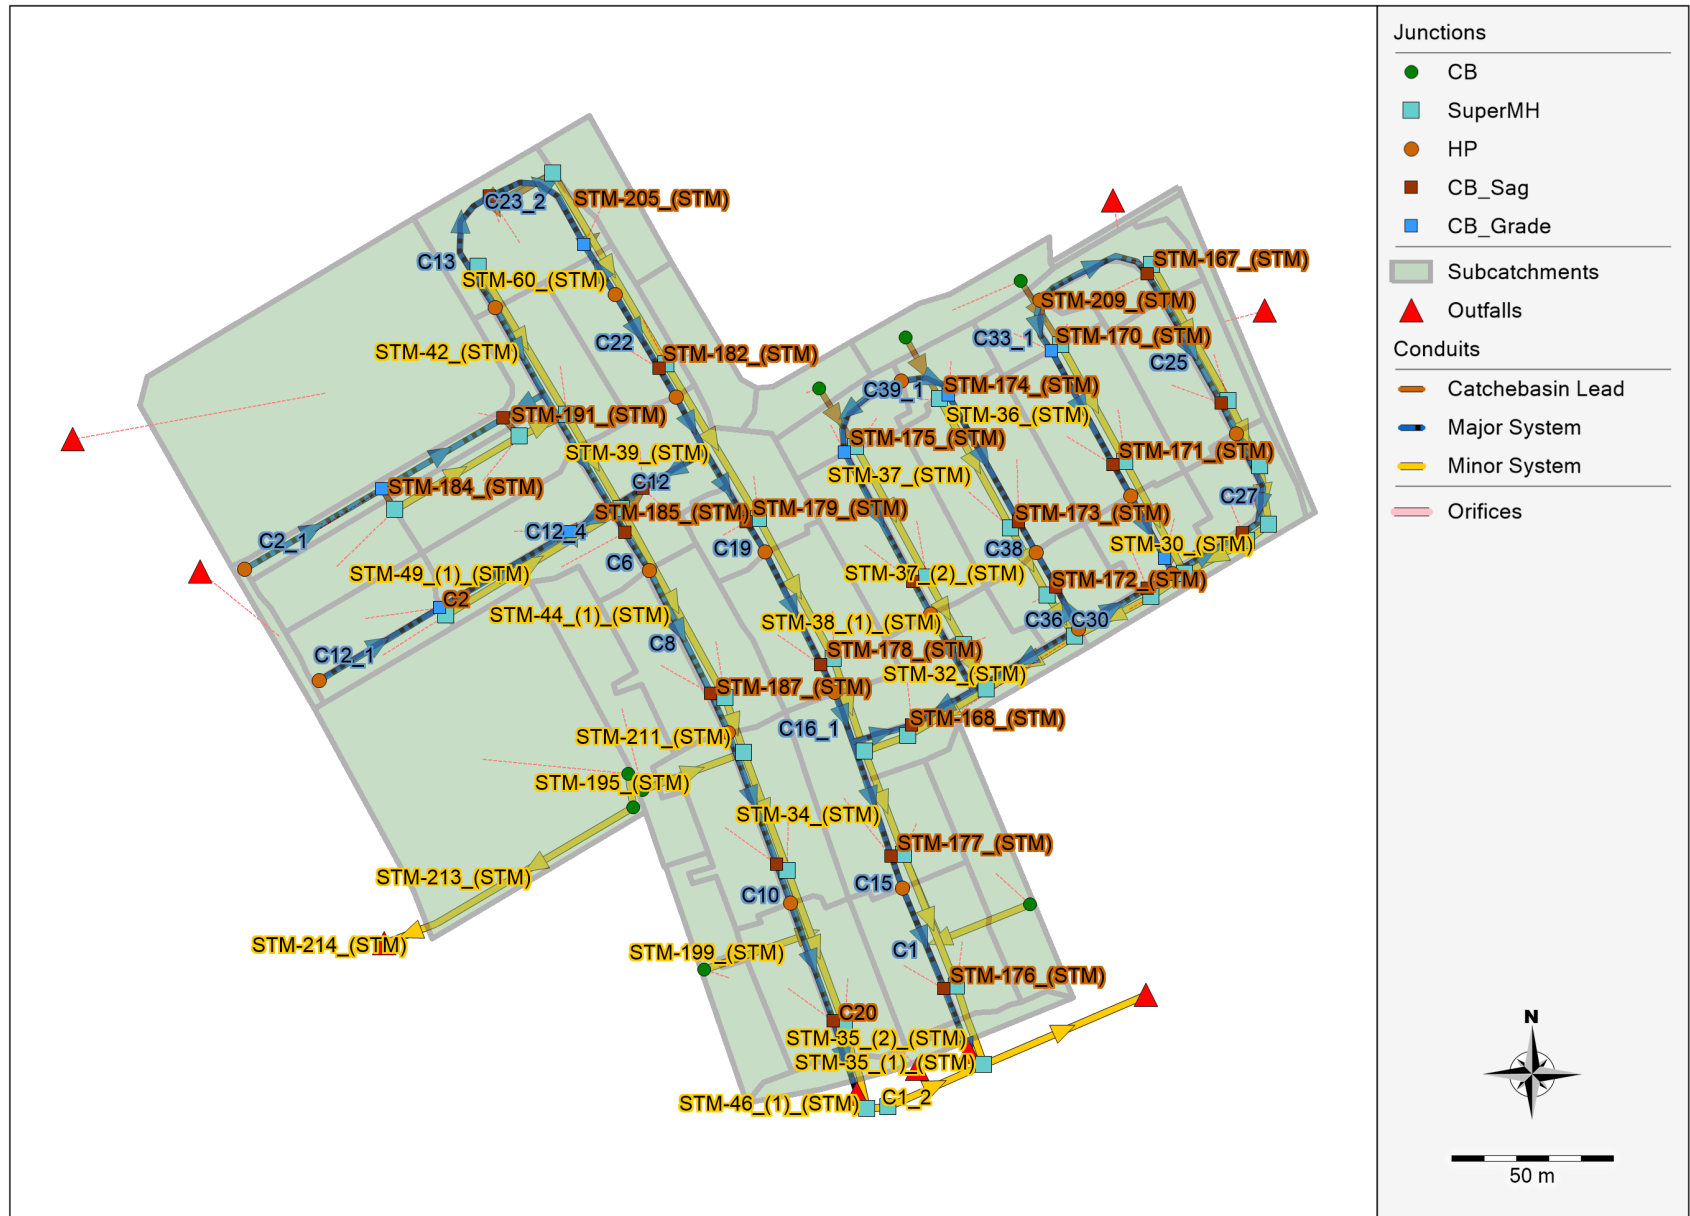 Junctions
CB
SuperMH
HP
CB_Sag
CB_Grade
Subcatchments
Outfalls
Conduits
Catchebasin Lead
Major System
Minor System
Orifices
N
50 m
C23_2
STM-205_(STM)
C13
STM-60_(STM)
STM-167_(STM)
STM-209_(STM)
C33_1
STM-170_(STM)
C22
STM-42_(STM)
STM-182_(STM)
C25
C39_1
STM-174_(STM)
STM-36_(STM)
STM-191_(STM)
STM-175_(STM)
STM-39_(STM)
STM-171_(STM)
STM-37_(STM)
C12
STM-184_(STM)
C27
STM-185_(STM)
STM-179_(STM)
STM-173_(STM)
C12_4
C2_1
C19
C38
STM-30_(STM)
C6
STM-49_(1)_(STM)
STM-37_(2)_(STM)
STM-172_(STM)
C2
STM-44_(1)_(STM)
STM-38_(1)_(STM)
C36
C30
C8
C12_1
STM-178_(STM)
STM-32_(STM)
STM-187_(STM)
STM-168_(STM)
C16_1
STM-211_(STM)
STM-195_(STM)
STM-34_(STM)
STM-177_(STM)
STM-213_(STM)
C15
C10
STM-214_(STM)
STM-199_(STM)
C1
STM-176_(STM)
C20
STM-35_(2)_(STM)
STM-35_(1)_(STM)
STM-46_(1)_(STM)
C1_2